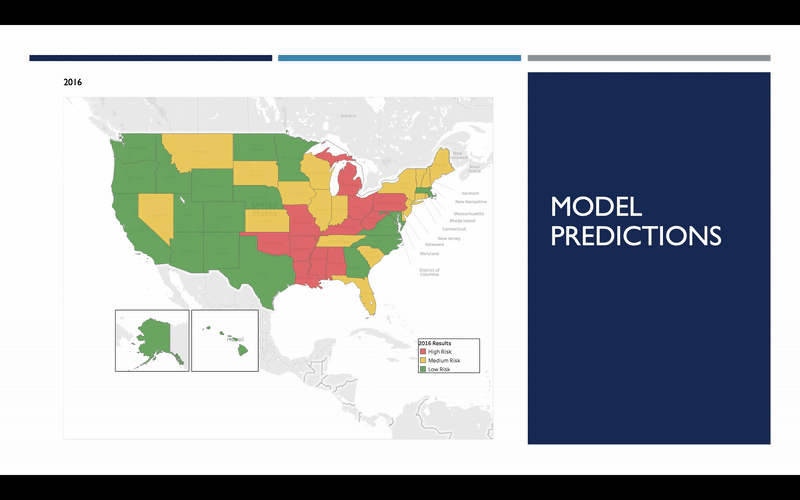 2016
MODEL
PREDICTIONS
Ontario
United
States
New
Brunswick
Nova
Scotia
Vermont
New Hampshire
Massachusetts
Rhode Island
Connecticut
New Jersey
Delaware
Maryland
District of
Columbia
Hawaii
2016 Results
High Risk
Medium Risk
Low Risk